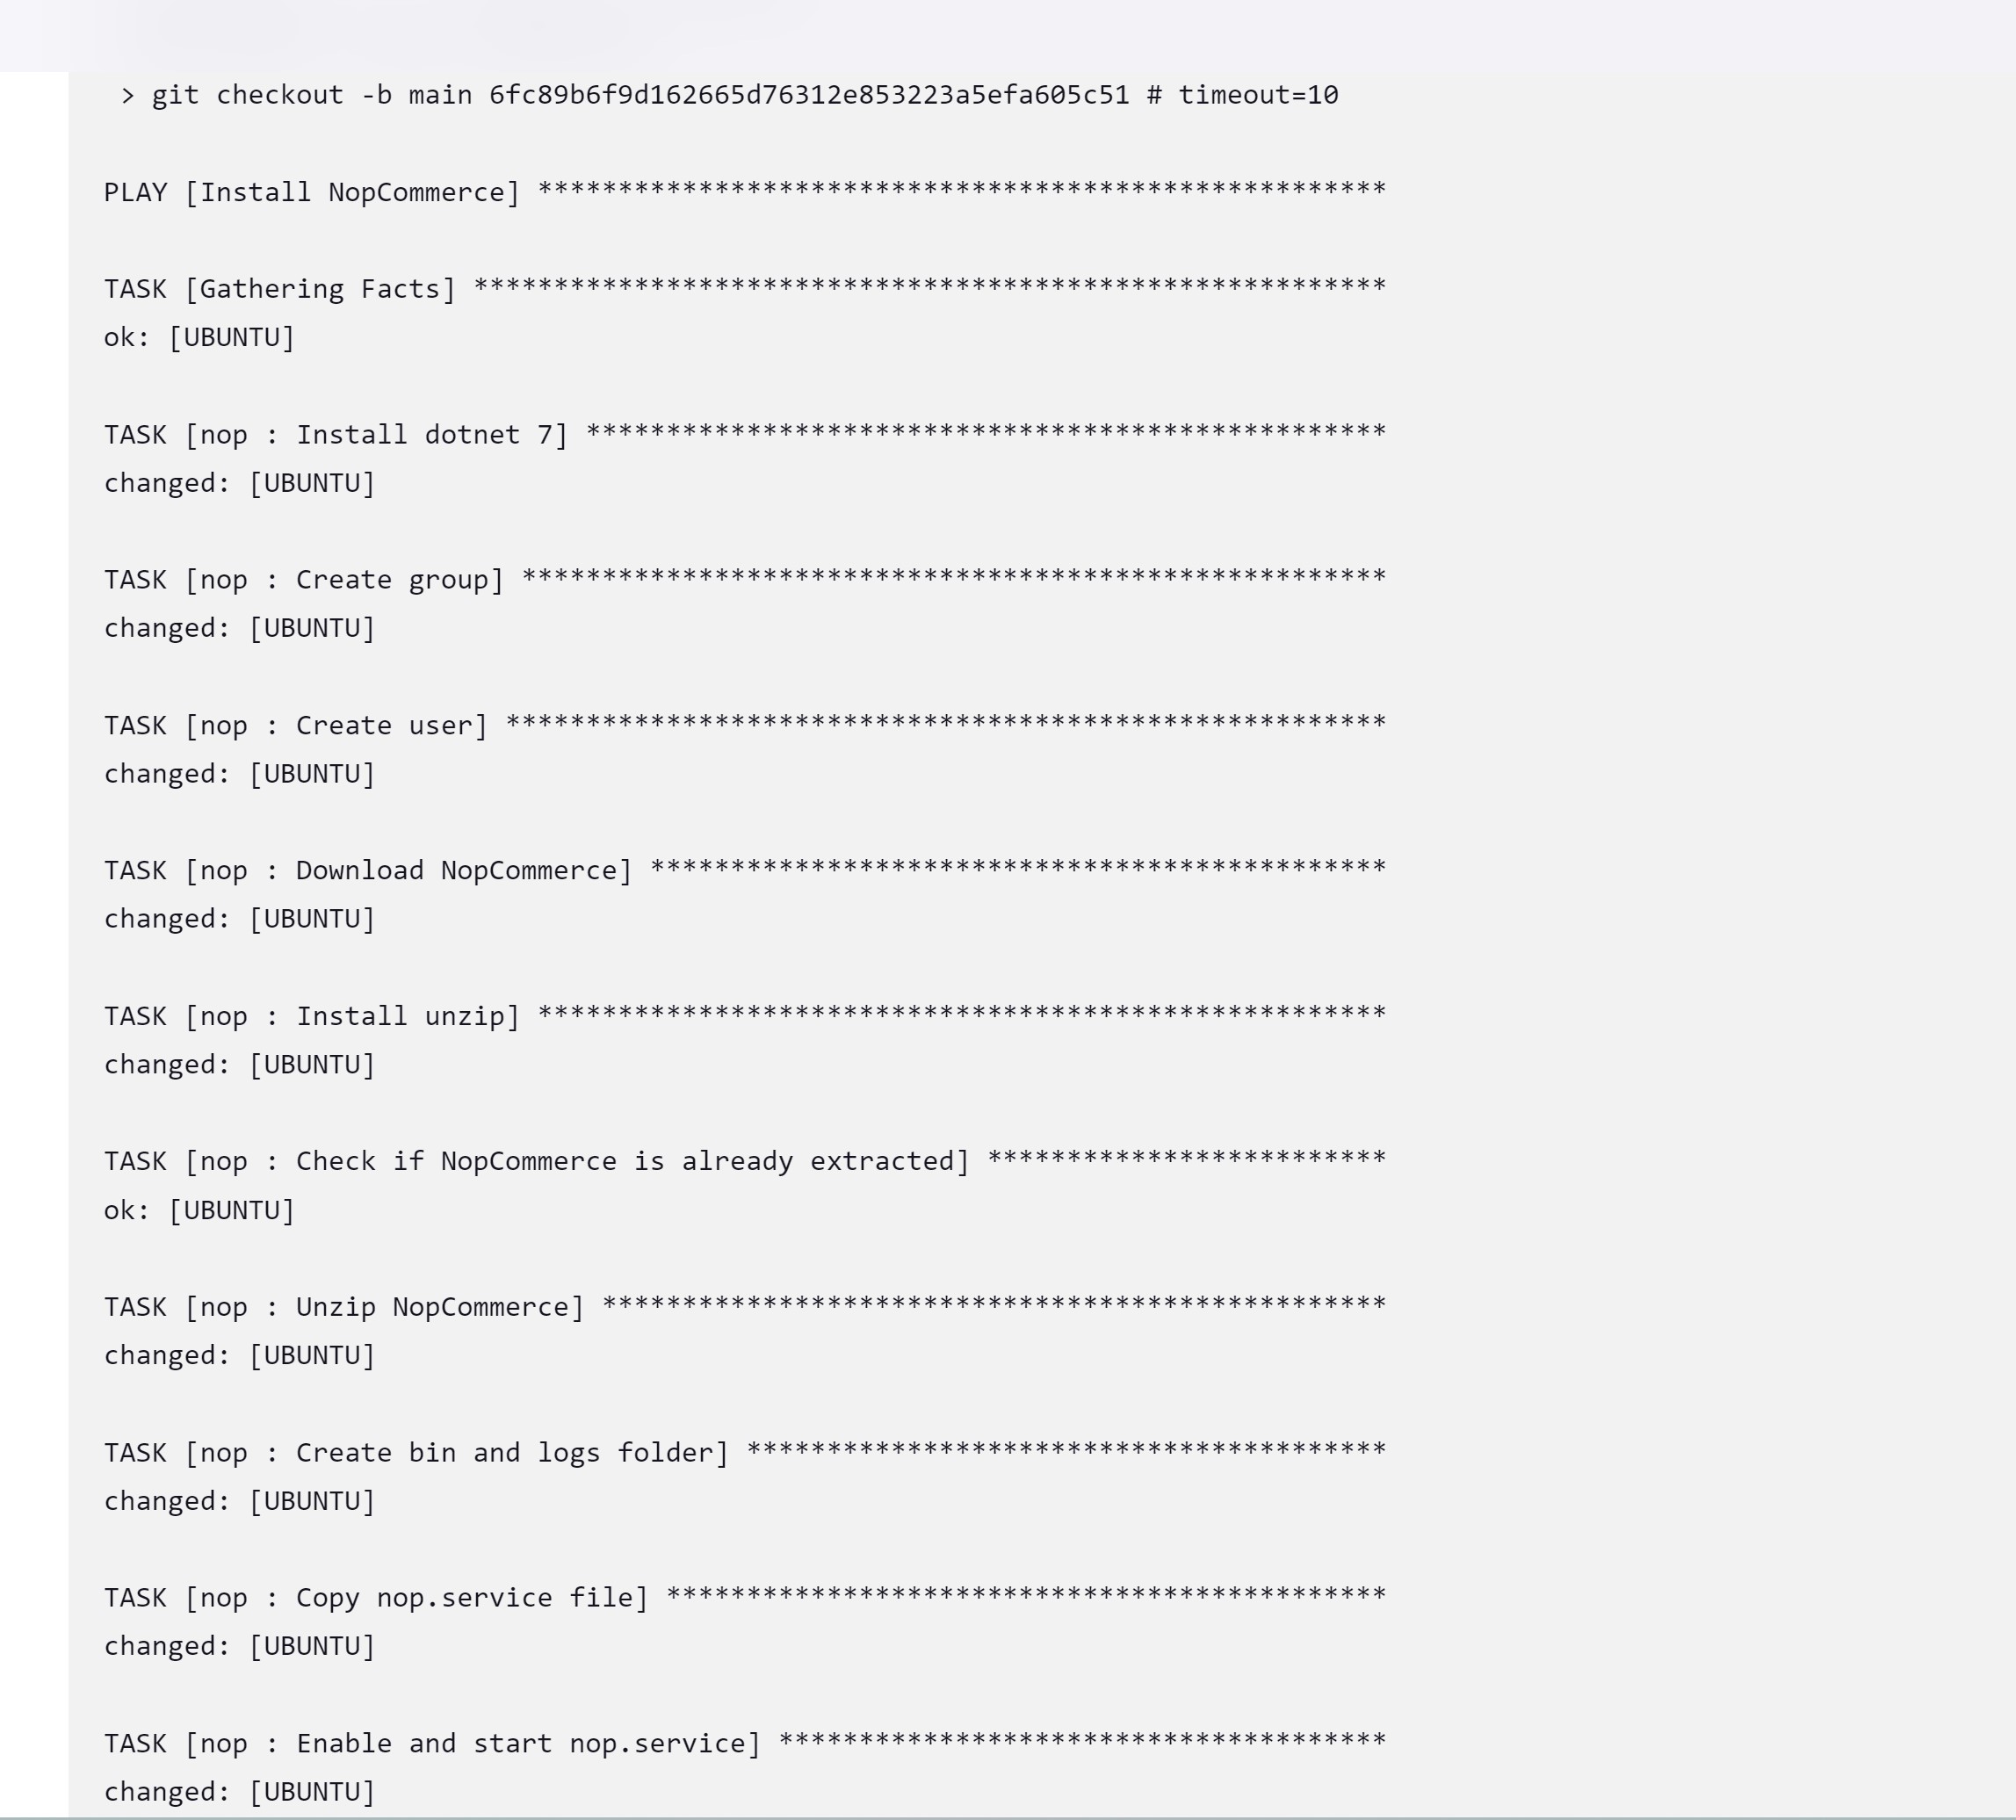 > git checkout -b main 6fc89b6f9d162665d76312e853223a5efa605c51 # timeout=10
PLAY [Install NopCommerce] *****************************************************
TASK [Gathering Facts] *********************************************************
ok: [UBUNTU]
TASK [nop : Install dotnet 7] **************************************************
changed: [UBUNTU]
TASK [nop : Create group] ******************************************************
changed: [UBUNTU]
TASK [nop : Create user] *******************************************************
changed: [UBUNTU]
TASK [nop : Download NopCommerce] **********************************************
changed: [UBUNTU]
TASK [nop : Install unzip] *****************************************************
changed: [UBUNTU]
TASK [nop : Check if NopCommerce is already extracted] *************************
ok: [UBUNTU]
TASK [nop : Unzip NopCommerce] *************************************************
changed: [UBUNTU]
TASK [nop : Create bin and logs folder] ****************************************
changed: [UBUNTU]
TASK [nop : Copy nop.service file] *********************************************
changed: [UBUNTU]
TASK [nop : Enable and start nop.service] **************************************
changed: [UBUNTU]